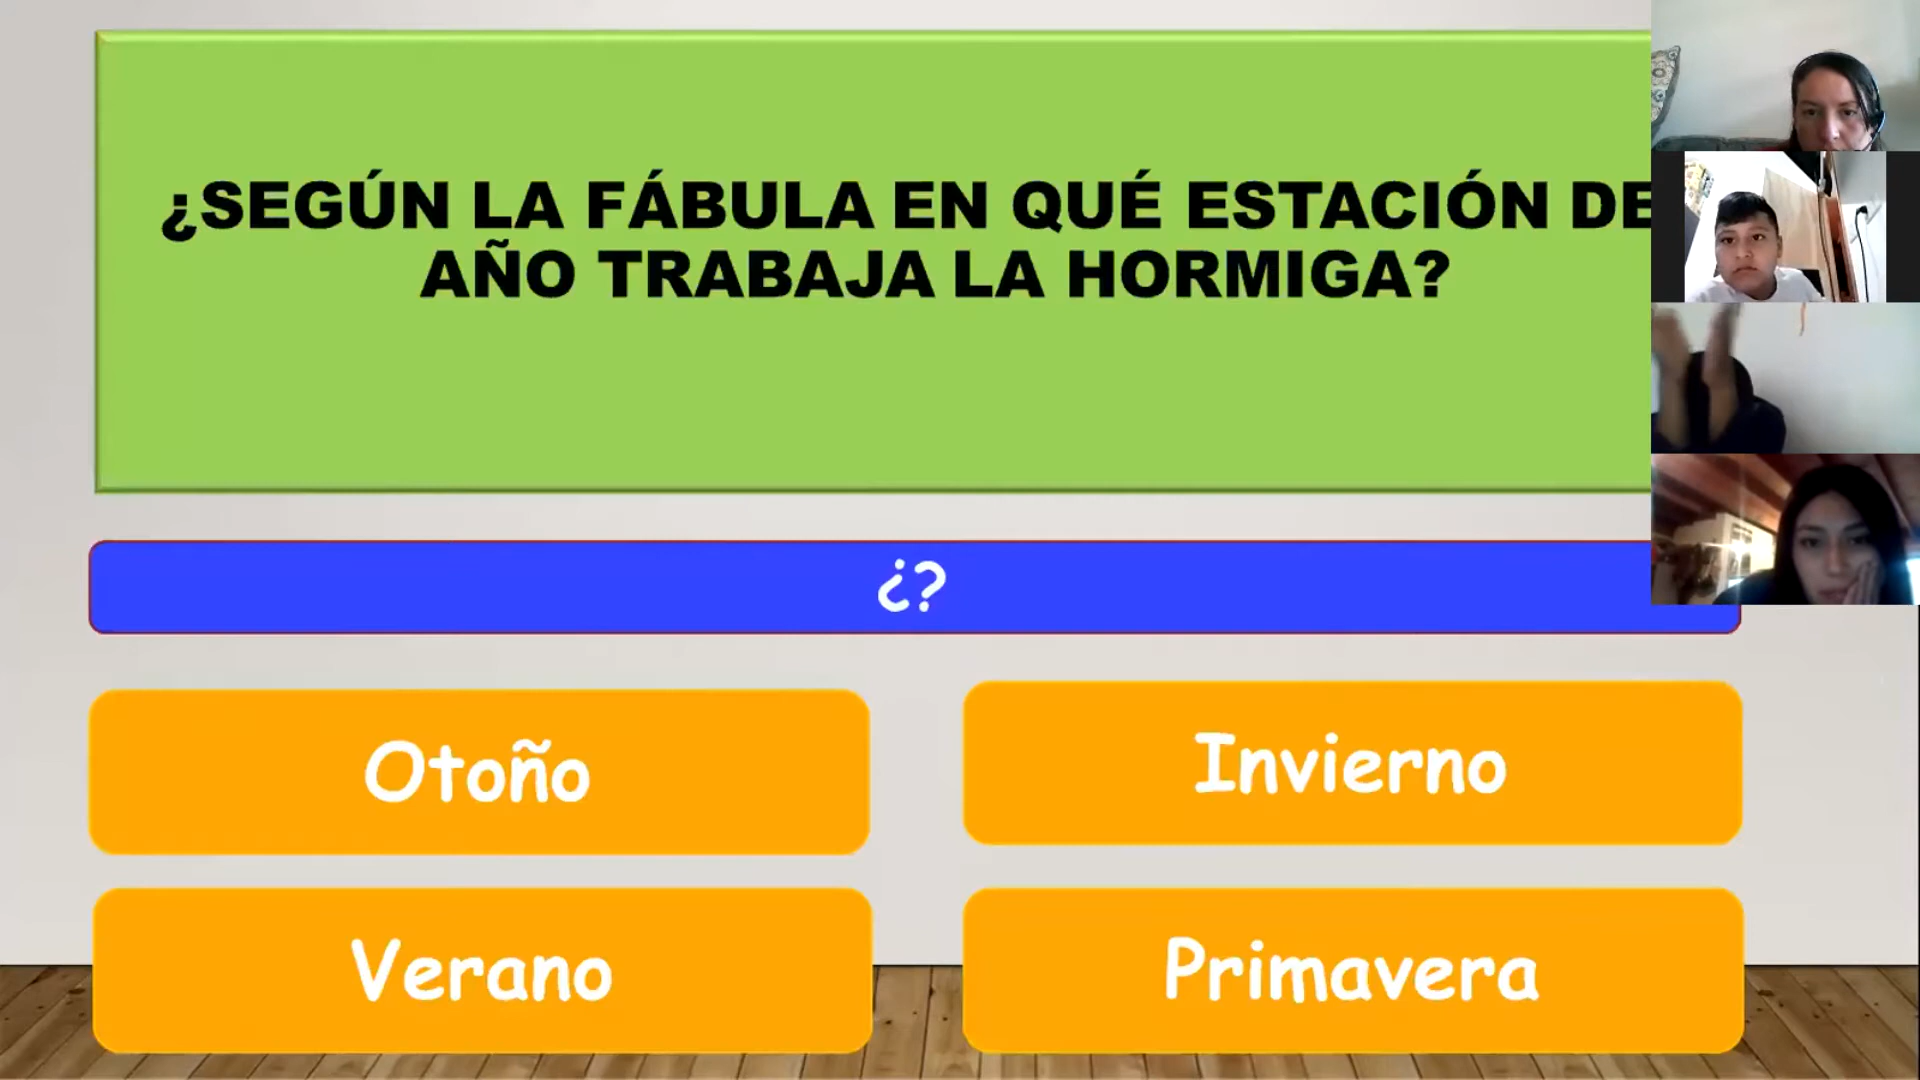 ¿SEGÚN LA FÁBULA EN QUÉ ESTACIÓN DE
AÑO TRABAJA LA HORMIGA?
¿?
Otoño
Invierno
Verano
Primavera